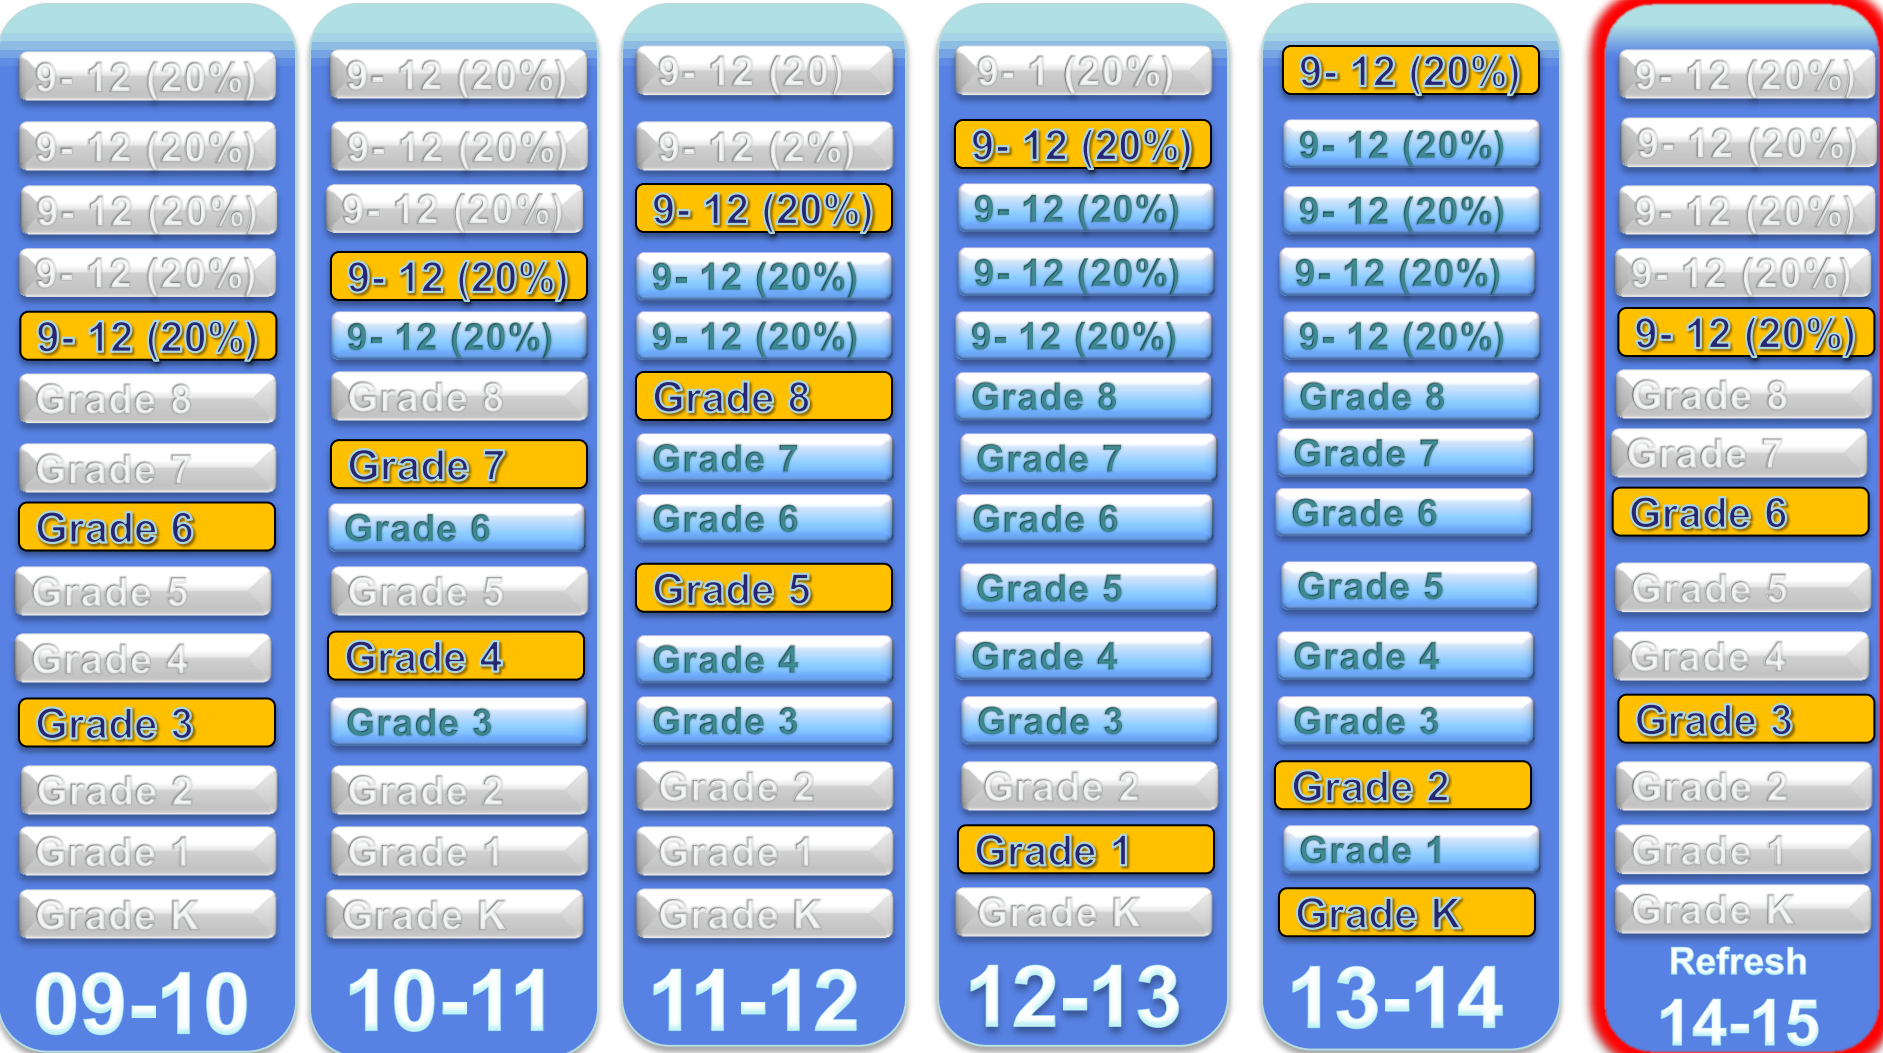 9- 12 (20%)
9- 12 (20%)
9- 12 (20%)
9- 12 (20%)
9- 12 (20%)
Grade 8
Grade 7
Grade 6
Grade 5
Grade 4
Grade 3
Grade 2
Grade 1
Grade K
09-10
9- 12 (20%)
9- 12 (20%)
9- 12 (20%)
9- 12 (20%)
9- 12 (20%)
Grade 8
Grade 7
Grade 6
Grade 5
Grade 4
Grade 3
Grade 2
Grade 1
Grade K
10-11
9- 12 (20)
9- 12 (2%)
9- 12 (20%)
9- 12 (20%)
9- 12 (20%)
Grade 8
Grade 7
Grade 6
Grade 5
Grade 4
Grade 3
Grade 2
Grade 1
Grade K
11-12
9- 1 (20%)
9- 12 (20%)
9- 12 (20%)
9- 12 (20%)
9- 12 (20%)
Grade 8
Grade 7
Grade 6
Grade 5
Grade 4
Grade 3
Grade 2
Grade 1
Grade K
12-13
9- 12 (20%)
9- 12 (20%)
9- 12 (20%)
9- 12 (20%)
9- 12 (20%)
Grade 8
Grade 7
Grade 6
Grade 5
Grade 4
Grade 3
Grade 2
Grade 1
Grade K
13-14
9- 12 (20%)
9- 12 (20%)
9- 12 (20%)
9- 12 (20%)
9- 12 (20%)
Grade 8
Grade 7
Grade 6
Grade 5
Grade 4
Grade 3
Grade 2
Grade 1
Grade K
Refresh
14-15